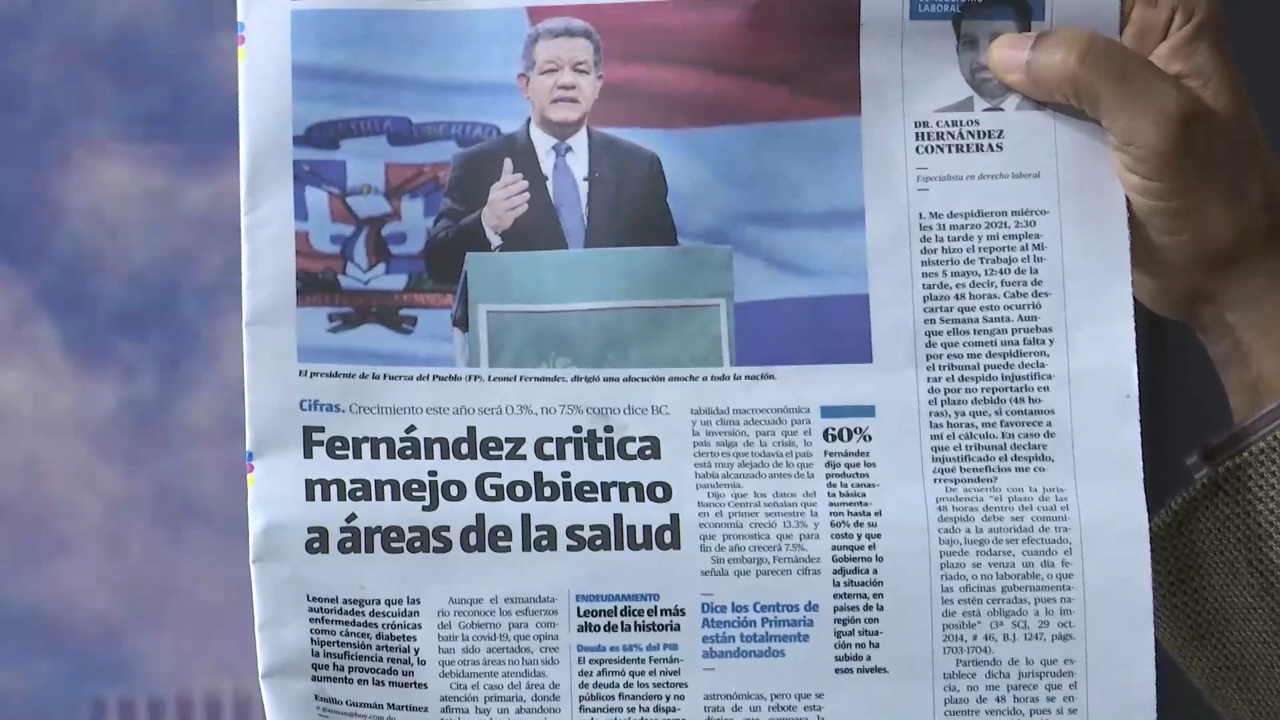 LABORAL
DR. CARLOS
HERNÁNDEZ
CONTRERAS
Especialista en derecho laboral
El presidente de la Fuerza del Pueblo (FP), Leonel Fernández, dirigió una alocución anoche a toda la nación.
Cifras. Crecimiento este año será 0.3%., no 7.5% como dice BC.
Fernández critica
manejo Gobierno
a áreas de la salud
Leonel asegura que las
autoridades descuidan
enfermedades crónicas
como cáncer, diabetes
hipertensión arterial y
la insuficiencia renal, lo
que ha provocado un
aumento en las muertes
Emilio Guzmán Martínez
Aunque el exmandata-
rio reconoce los esfuerzos
del Gobierno para com-
batir la covid-19, que opina
han sido acertados, cree
que otras áreas no han sido
debidamente atendidas.
Cita el caso del área de
atención primaria, donde
afirma hay un abandono
ENDEUDAMIENTO
Leonel dice el más
alto de la historia
Deuda es 68% del PIB
El expresidente Fernán-
dez afirmó que el nivel
de deuda de los sectores
públicos financiero y no
financiero se ha dispa-
tabilidad macroeconómica
y un clima adecuado para
la inversión, para que el
país salga de la crisis, lo
cierto es que todavía el país
está muy alejado de lo que
había alcanzado antes de la
pandemia.
Dijo que los datos del
Banco Central señalan que
en el primer semestre la
economía creció 13.3% y
que pronostica que para
fin de año crecerá 7.5%.
Sin embargo, Fernández
señala que parecen cifras
Dice los Centros de
Atención Primaria
están totalmente
abandonados
astronómicas, pero que se
trata de un rebote esta-
60%
Fernández
dijo que los
productos
de la canas-
ta básica
aumenta-
ron hasta el
60% de su
costo y que
aunque el
Gobierno lo
adjudica a
la situación
externa, en
países de la
región con
igual situa-
ción no ha
subido a
esos niveles.
1. Me despidieron miérco-
les 31 marzo 2021, 2:30
de la tarde y mi emplea-
dor hizo el reporte al Mi-
nisterio de Trabajo el lu-
nes 5 mayo, 12:40 de la
tarde, es decir, fuera de
plazo 48 horas. Cabe des-
cartar que esto ocurrió
en Semana Santa. Aun-
que ellos tengan pruebas
de que cometí una falta y
por eso me despidieron,
el tribunal puede decla-
rar el despido injustifica-
do por no reportarlo en
el plazo debido (48 ho-
ras), ya que, si contamos
las horas, me favorece a
mí el cálculo. En caso de
que el tribunal declare
injustificado el despido,
¿qué beneficios me co-
rresponden?
De acuerdo con la juris-
prudencia "el plazo de las
48 horas dentro del cual el
despido debe ser comuni-
cado a la autoridad de tra-
bajo, luego de ser efectuado,
puede rodarse, cuando el
plazo se venza un día fe-
riado, o no laborable, o que
las oficinas gubernamenta-
les estén cerradas, pues na-
die está obligado a lo im-
posible" (3ª SCJ, 29 oct.
2014, # 46, B.J. 1247, págs.
1703-1704).
Partiendo de lo que es-
tablece dicha jurispruden-
cia, no me parece que el
plazo de 48 horas se en-
cuentre vencido, pues si se